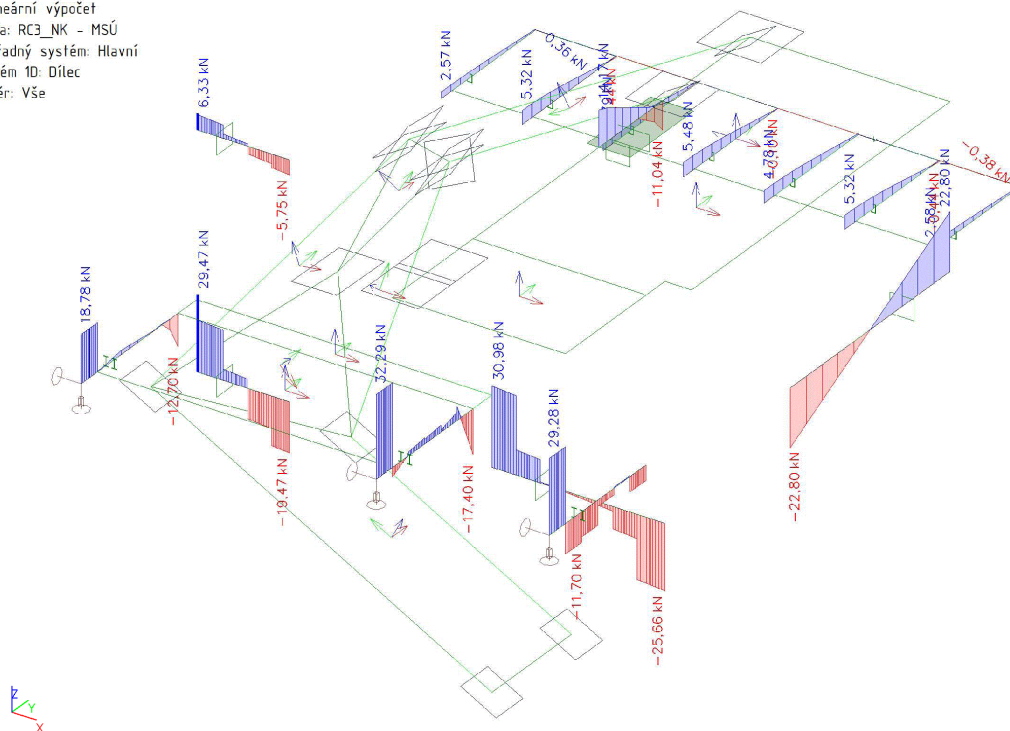 neární výpočet
a: RC3_NK - MSÚ
řadný systém: Hlavní
ém 1D: Dílec
ěr: Vše
6,33 kN
-5,75 kN
2,57 kN
5,32 kN
0,36 kN
-11,04 kN
5,48 kN
4,78 kN
5,32 kN
-0,38 kN
22,80 kN
-22,80 kN
18,78 kN
-12,70 kN
29,47 kN
-19,47 kN
32,29 kN
-17,40 kN
30,98 kN
29,28 kN
-11,70 kN
-25,66 kN
Z
Y
X